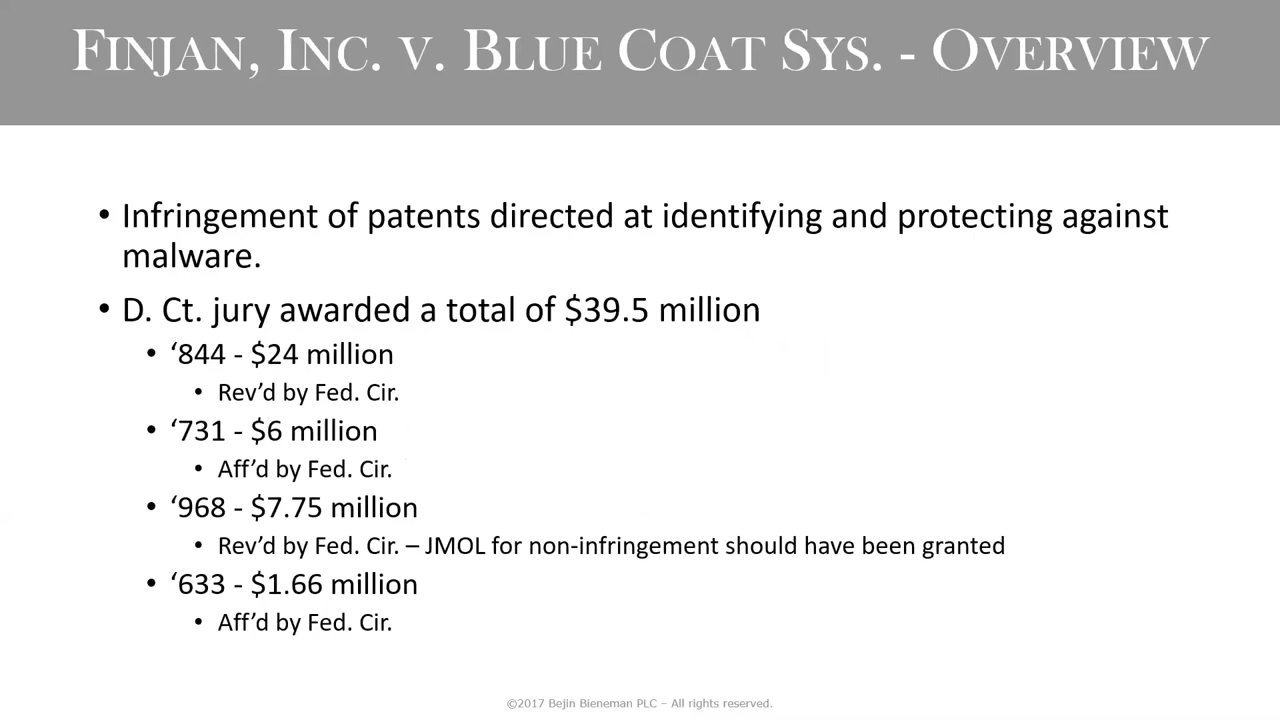 FINJAN, INC. V. BLUE COAT SYS. - OVERVIEW
• Infringement of patents directed at identifying and protecting against
malware.
• D. Ct. jury awarded a total of $39.5 million
• ‘844 - $24 million
• Rev’d by Fed. Cir.
• ‘731 - $6 million
• Aff’d by Fed. Cir.
• ‘968 - $7.75 million
• Rev’d by Fed. Cir. – JMOL for non-infringement should have been granted
• ‘633 - $1.66 million
• Aff’d by Fed. Cir.
©2017 Bejin Bieneman PLC – All rights reserved.